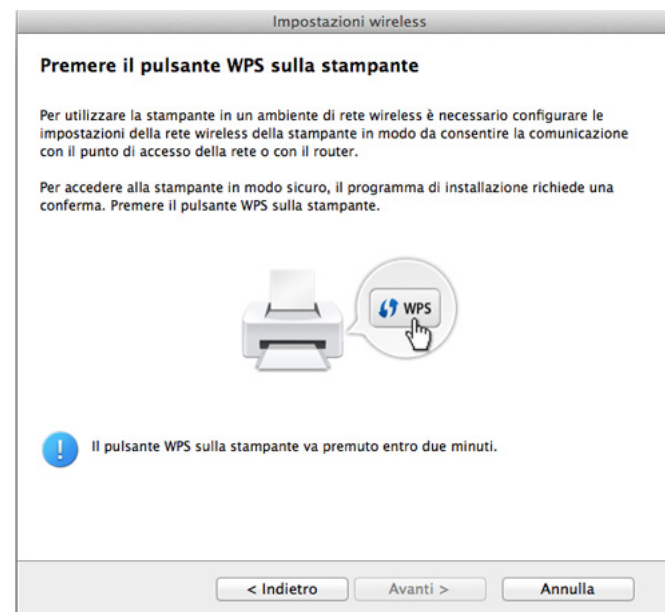 Impostazioni wireless
Premere il pulsante WPS sulla stampante
Per utilizzare la stampante in un ambiente di rete wireless è necessario configurare le
impostazioni della rete wireless della stampante in modo da consentire la comunicazione
con il punto di accesso della rete o con il router.
Per accedere alla stampante in modo sicuro, il programma di installazione richiede una
conferma. Premere il pulsante WPS sulla stampante.
WPS
Il pulsante WPS sulla stampante va premuto entro due minuti.
< Indietro Avanti > Annulla